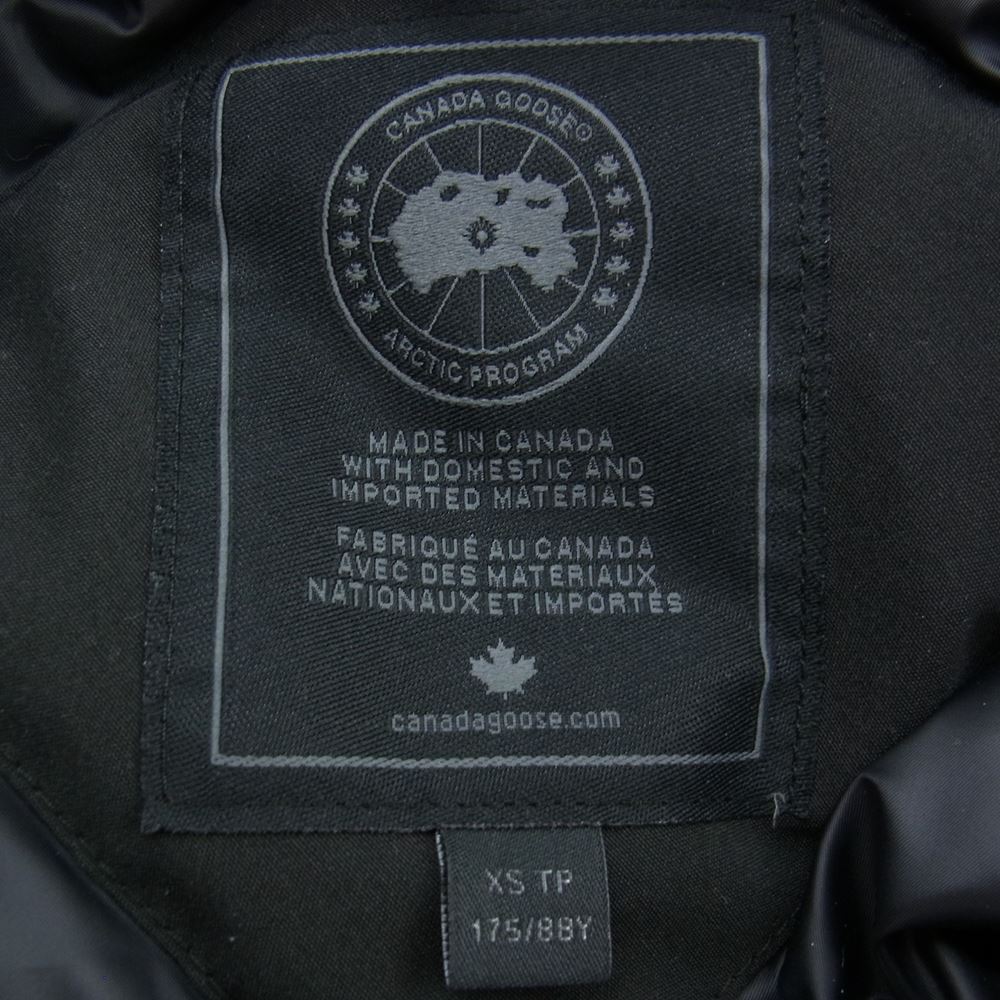 CANADA GOOSE®
ARCTIC PROGRAM
MADE IN CANADA
WITH DOMESTIC AND
IMPORTED MATERIALS
FABRIQUÉ AU CANADA
AVEC DES MATERIAUX
NATIONAUX ET IMPORTÉS
canadagoose.com
XS TP
175/88Y